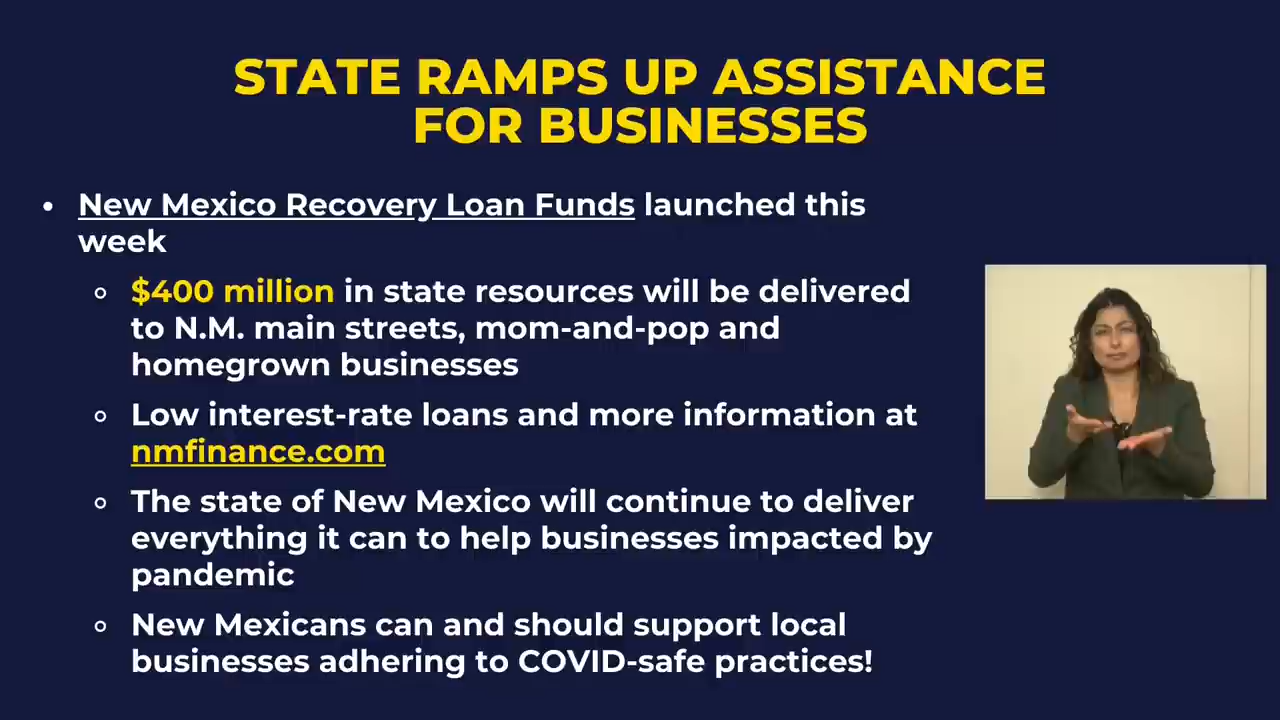 STATE RAMPS UP ASSISTANCE
FOR BUSINESSES
• New Mexico Recovery Loan Funds launched this
week
○ $400 million in state resources will be delivered
to N.M. main streets, mom-and-pop and
homegrown businesses
○ Low interest-rate loans and more information at
nmfinance.com
○ The state of New Mexico will continue to deliver
everything it can to help businesses impacted by
pandemic
○ New Mexicans can and should support local
businesses adhering to COVID-safe practices!